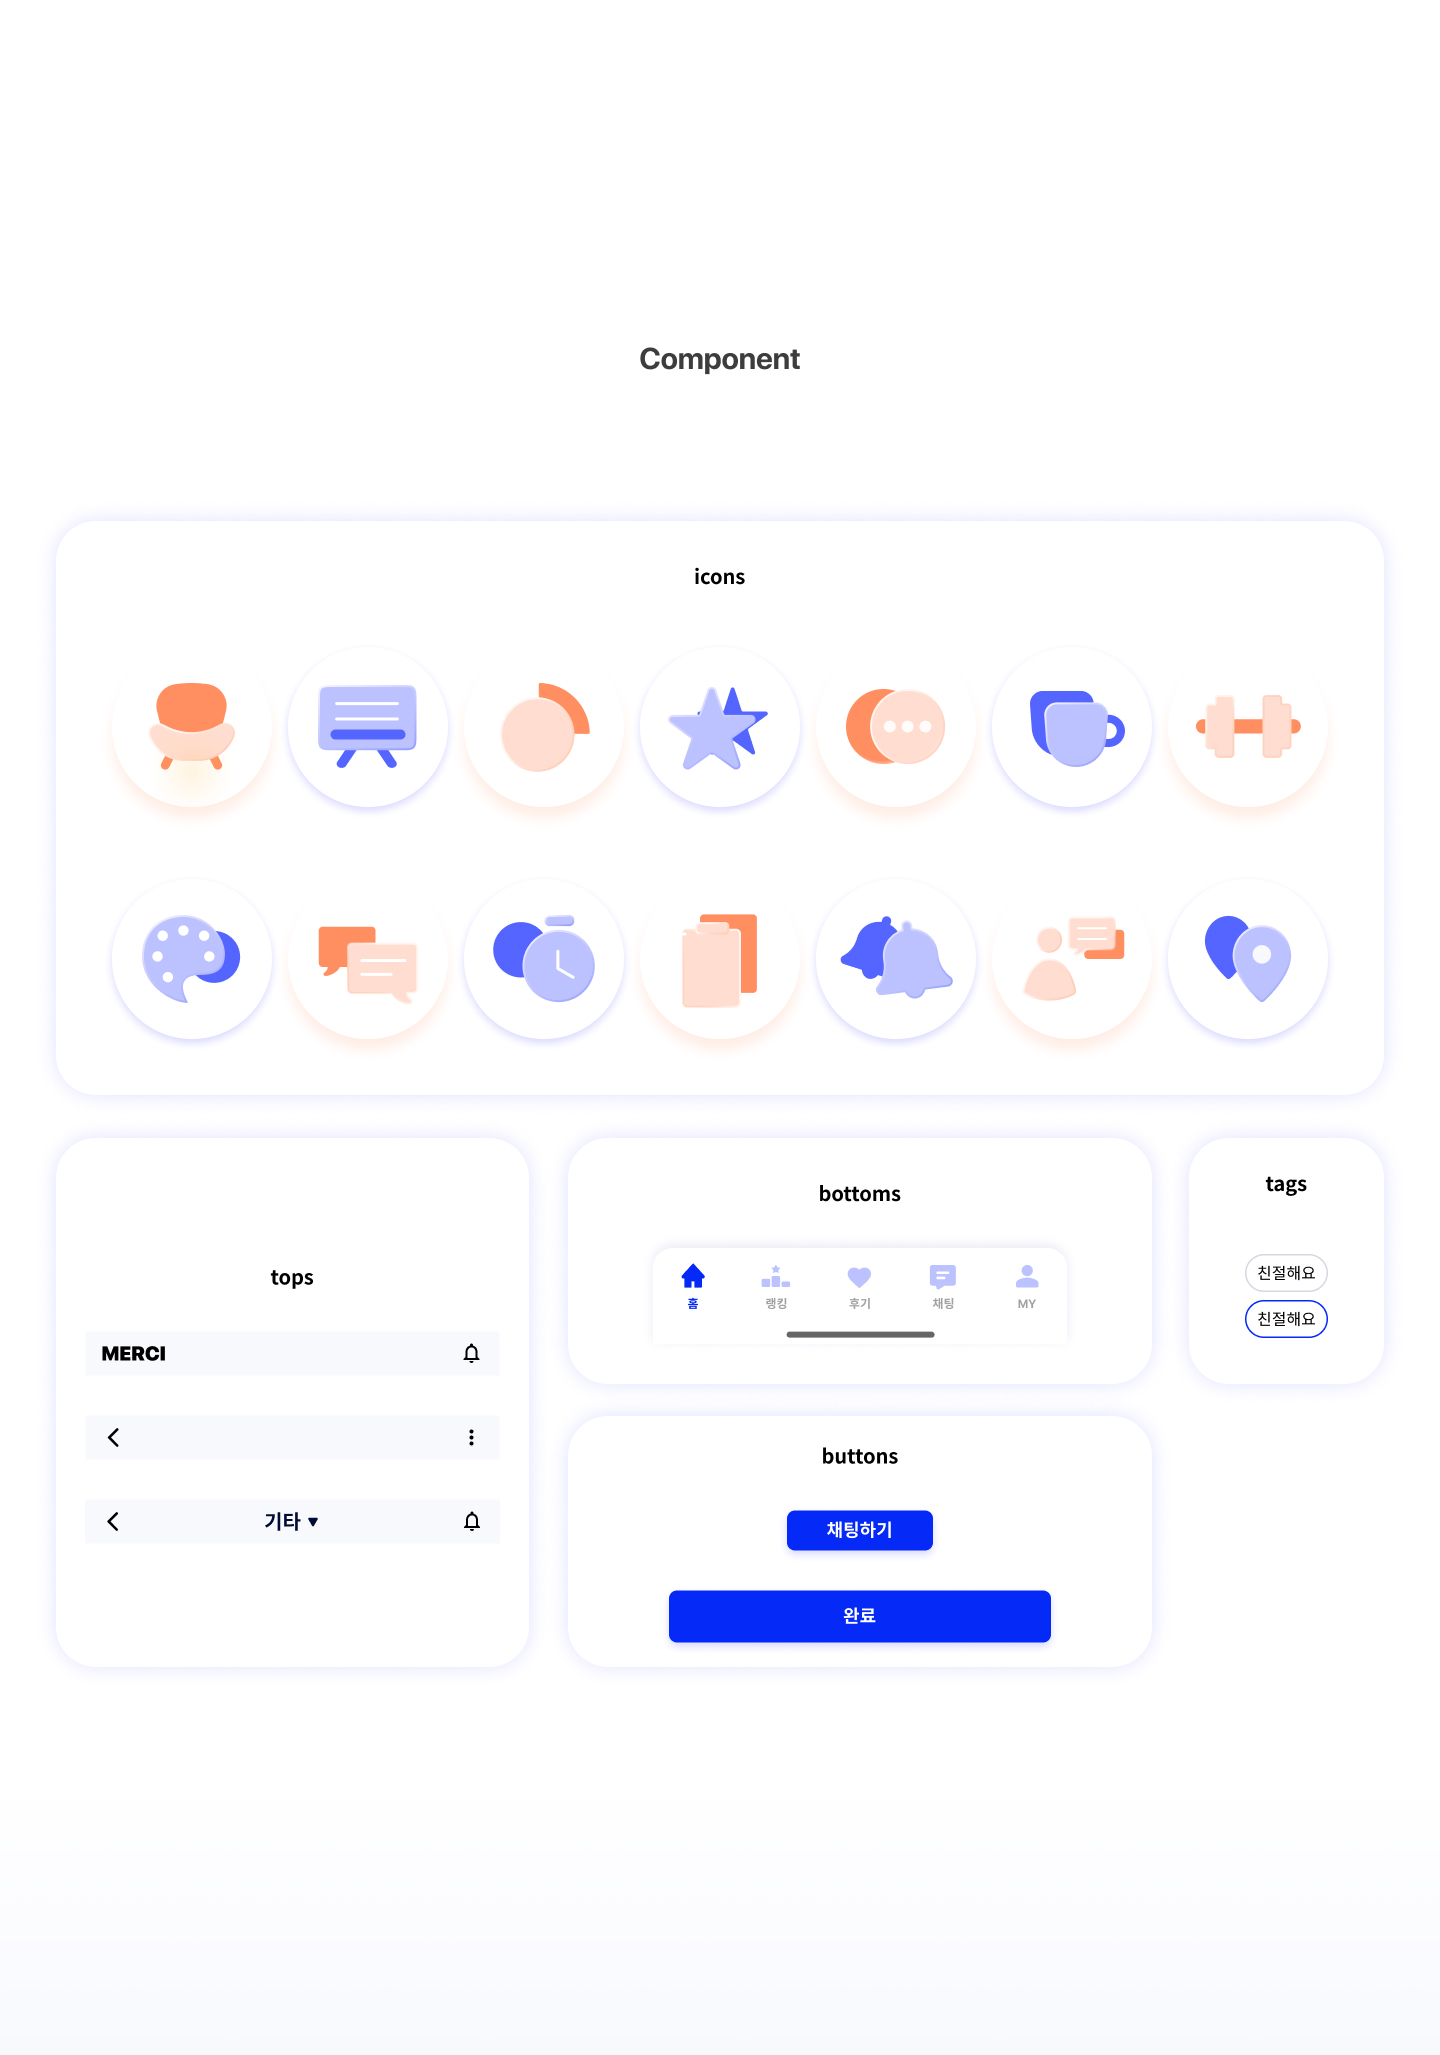 Component
icons
tops
MERCI
기타 ▼
bottoms
홈 랭킹 후기 채팅 MY
tags
친절해요
친절해요
buttons
채팅하기
완료